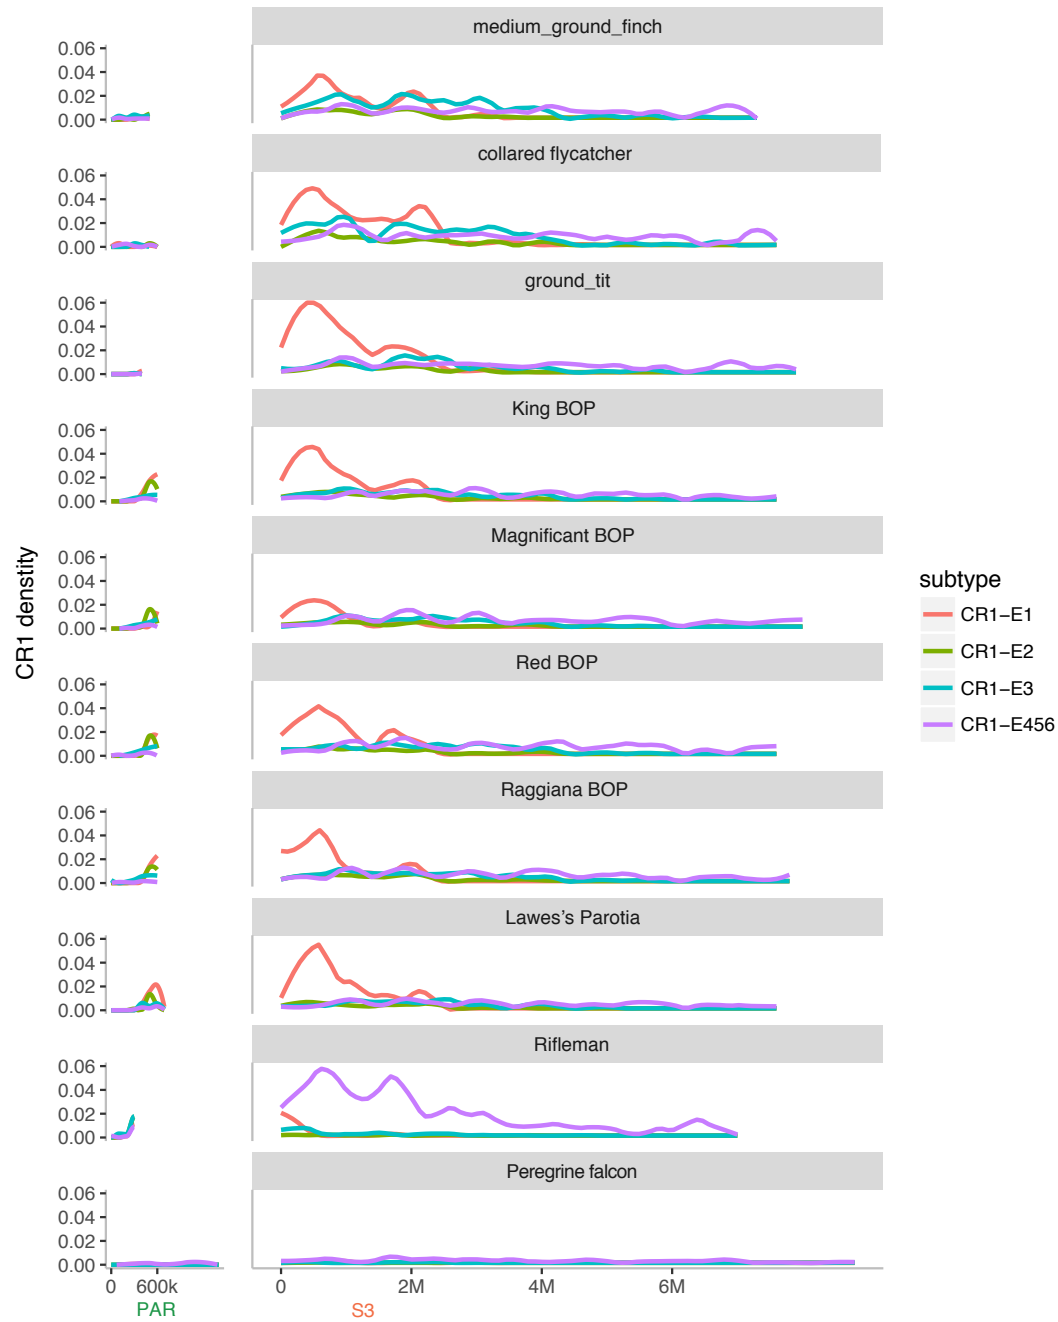 medium_ground_finch
0.06
0.04
0.02
0.00
collared flycatcher
0.06
0.04
0.02
0.00
ground_tit
0.06
0.04
0.02
0.00
King BOP
0.06
0.04
0.02
0.00
Magnificant BOP
0.06
0.04
0.02
0.00
Red BOP
0.06
0.04
0.02
0.00
Raggiana BOP
0.06
0.04
0.02
0.00
Lawes's Parotia
0.06
0.04
0.02
0.00
Rifleman
0.06
0.04
0.02
0.00
Peregrine falcon
0.06
0.04
0.02
0.00
0 600k 0 2M 4M 6M
PAR S3
CR1 denstity
subtype
CR1−E1
CR1−E2
CR1−E3
CR1−E456